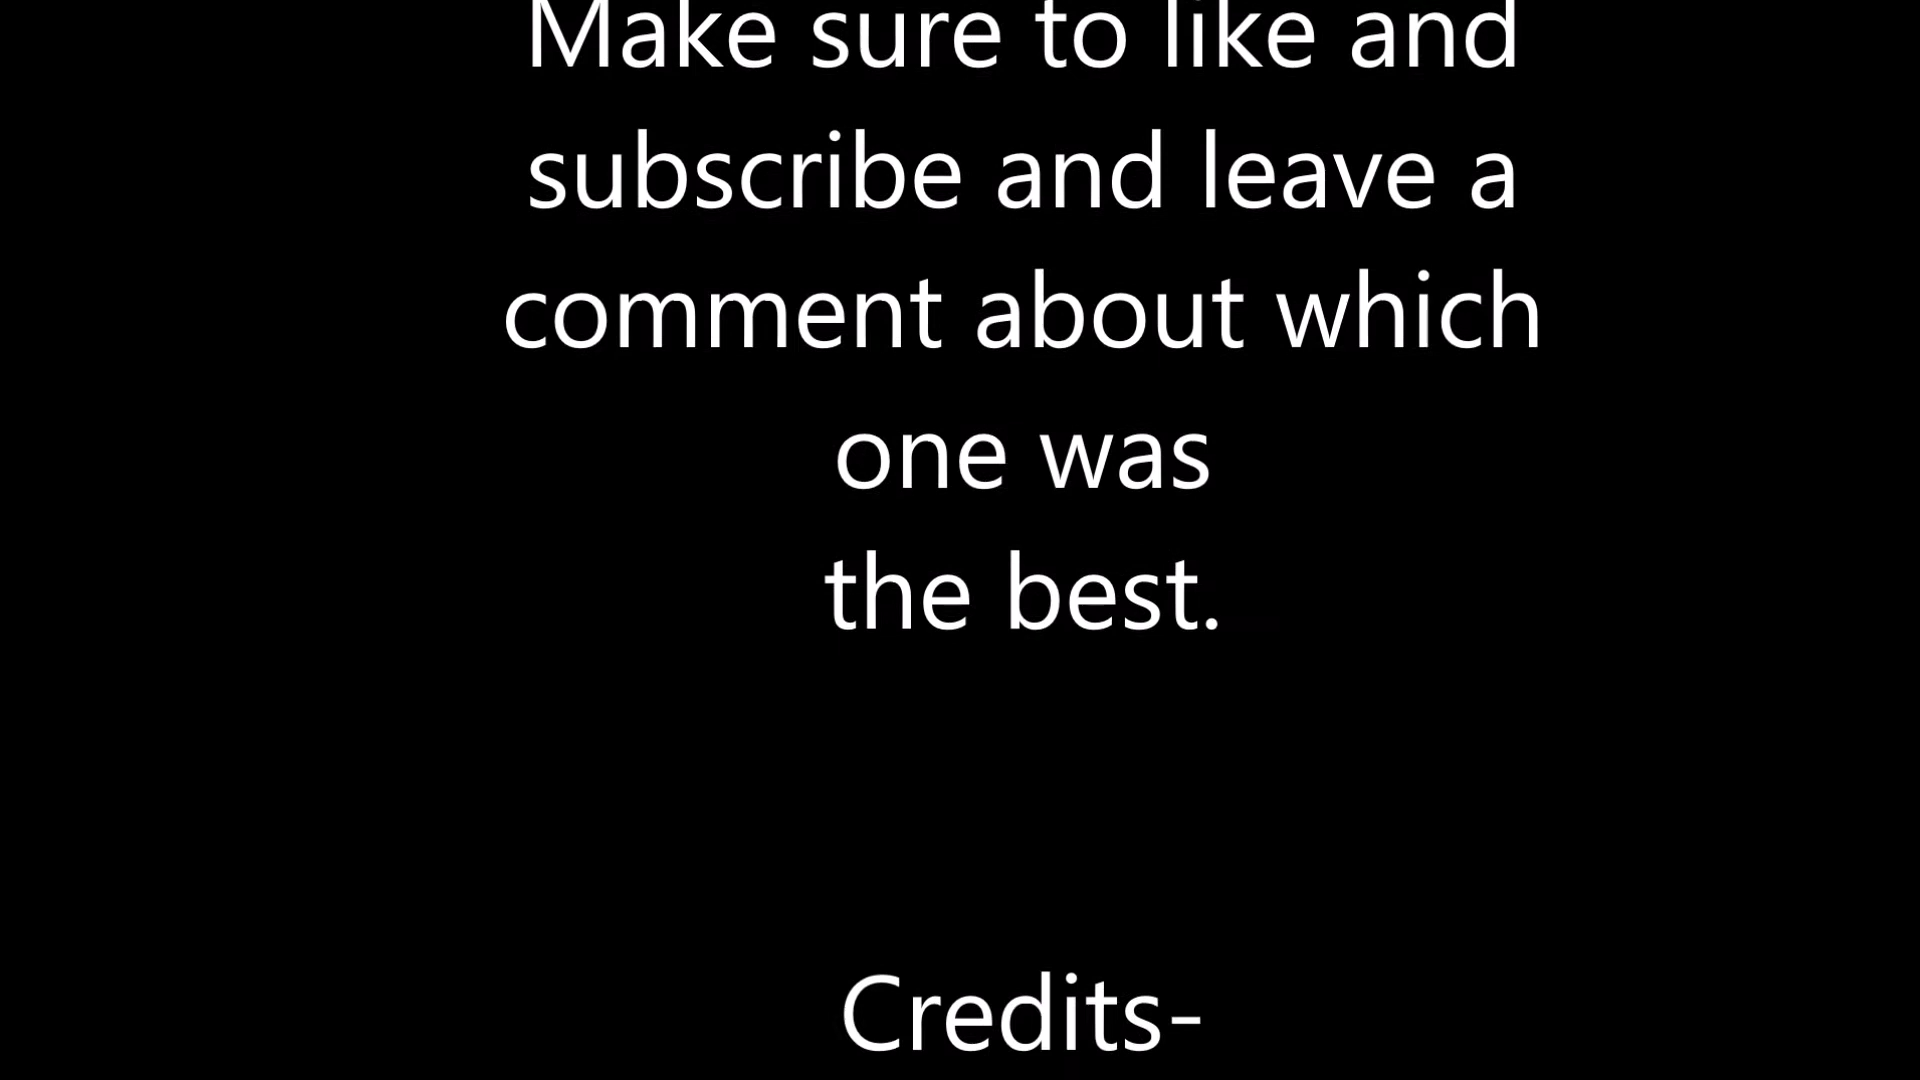 Make sure to like and
subscribe and leave a
comment about which
one was
the best.
Credits-